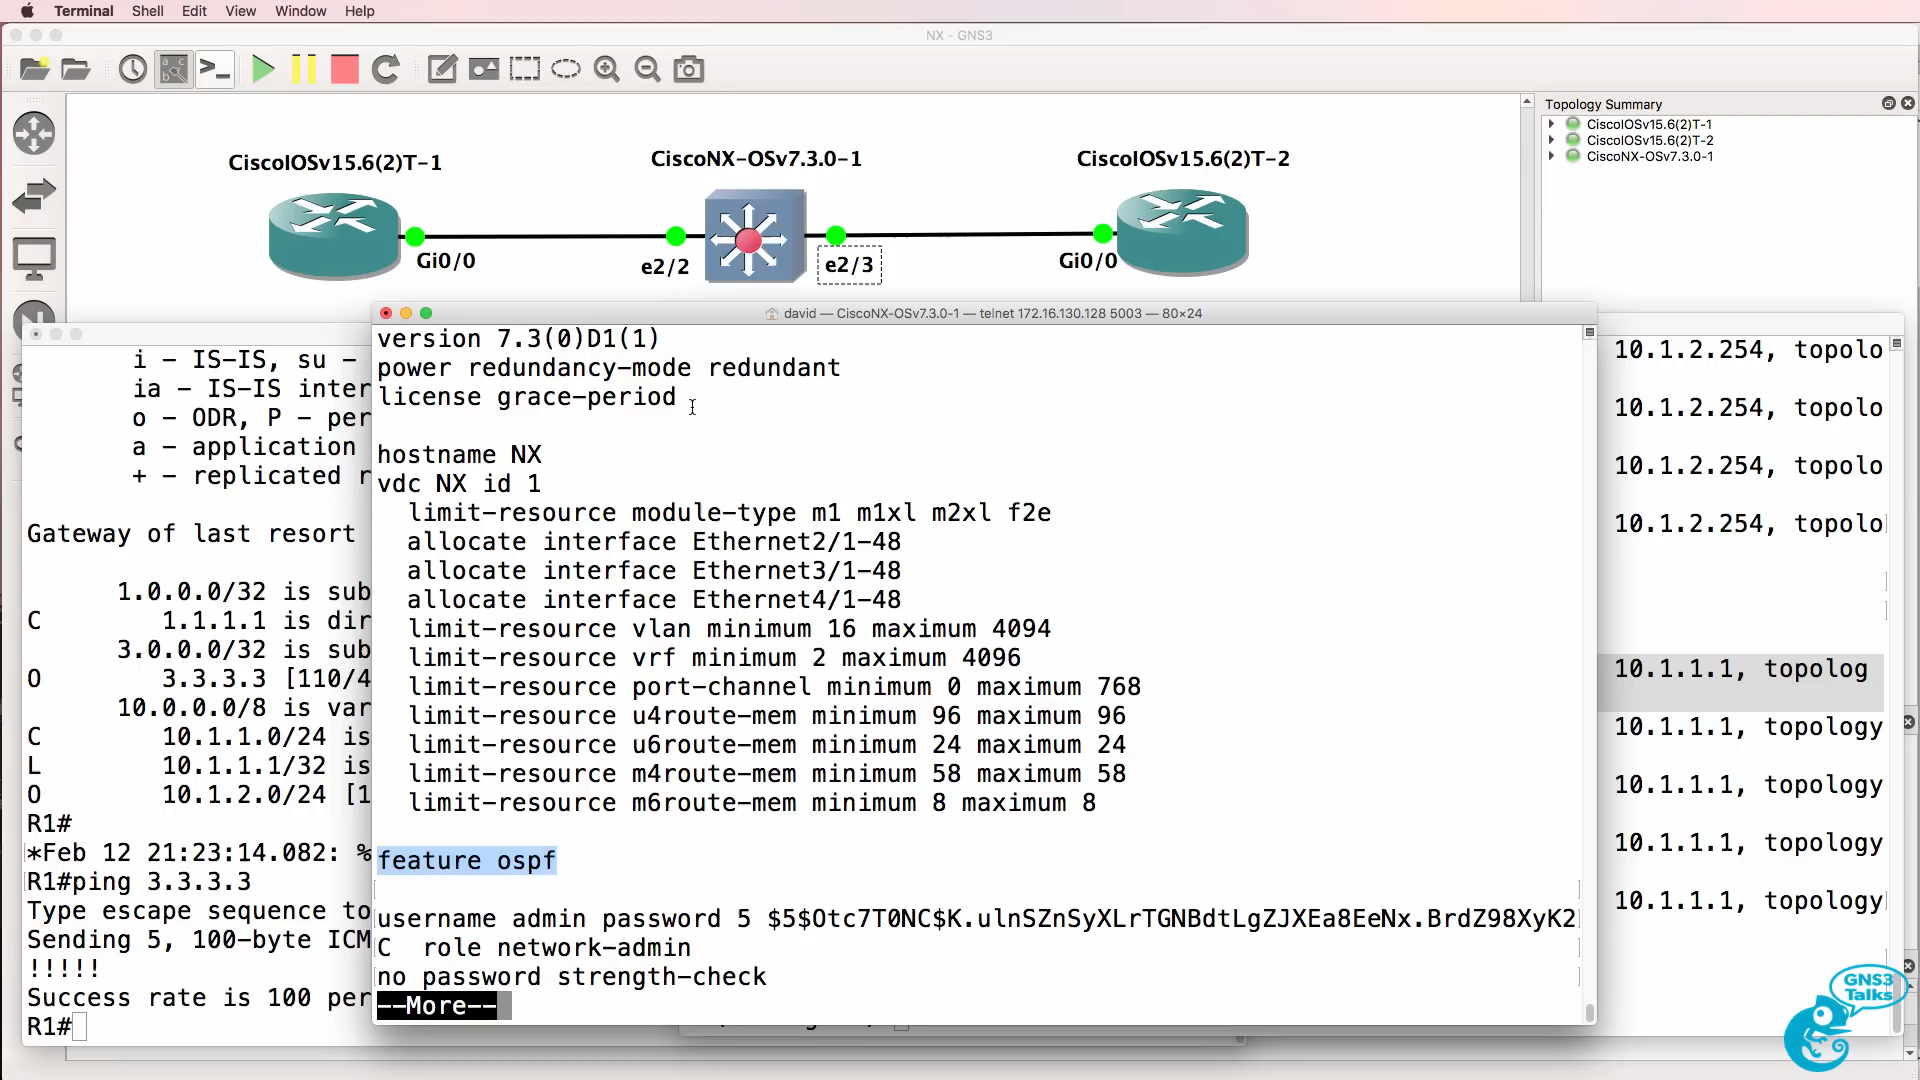 Terminal Shell Edit View Window Help
NX - GNS3
Topology Summary
CiscoIOSv15.6(2)T-1
CiscoIOSv15.6(2)T-2
CiscoNX-OSv7.3.0-1
CiscoIOSv15.6(2)T-1
CiscoNX-OSv7.3.0-1
CiscoIOSv15.6(2)T-2
Gi0/0
e2/2
e2/3
Gi0/0
david — CiscoNX-OSv7.3.0-1 — telnet 172.16.130.128 5003 — 80×24
version 7.3(0)D1(1)
power redundancy-mode redundant
license grace-period
hostname NX
vdc NX id 1
limit-resource module-type m1 m1xl m2xl f2e
allocate interface Ethernet2/1-48
allocate interface Ethernet3/1-48
allocate interface Ethernet4/1-48
limit-resource vlan minimum 16 maximum 4094
limit-resource vrf minimum 2 maximum 4096
limit-resource port-channel minimum 0 maximum 768
limit-resource u4route-mem minimum 96 maximum 96
limit-resource u6route-mem minimum 24 maximum 24
limit-resource m4route-mem minimum 58 maximum 58
limit-resource m6route-mem minimum 8 maximum 8
feature ospf
username admin password 5 $5$Otc7T0NC$K.ulnSZnSyXLrTGNBdtLgZJXEa8EeNx.BrdZ98XyK2
C  role network-admin
no password strength-check
--More--
i - IS-IS, su -
ia - IS-IS inter
o - ODR, P - per
a - application
+ - replicated r
Gateway of last resort
1.0.0.0/32 is sub
C 1.1.1.1 is dir
3.0.0.0/32 is sub
O 3.3.3.3 [110/4
10.0.0.0/8 is var
C 10.1.1.0/24 is
L 10.1.1.1/32 is
O 10.1.2.0/24 [1
R1#
*Feb 12 21:23:14.082: %
R1#ping 3.3.3.3
Type escape sequence to
Sending 5, 100-byte ICM
!!!!!
Success rate is 100 per
R1#
10.1.2.254, topolo
10.1.2.254, topolo
10.1.2.254, topolo
10.1.2.254, topolo
10.1.1.1, topolog
10.1.1.1, topology
10.1.1.1, topology
10.1.1.1, topology
10.1.1.1, topology
GNS3
Talks